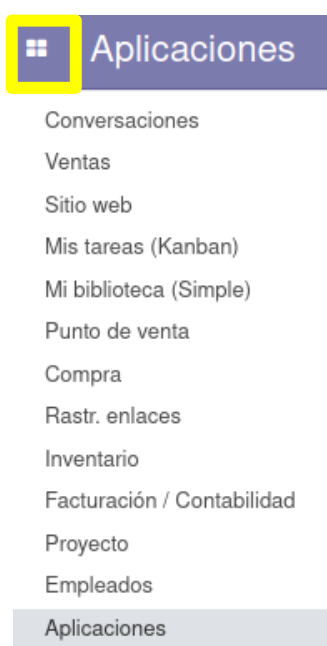 Aplicaciones
Conversaciones
Ventas
Sitio web
Mis tareas (Kanban)
Mi biblioteca (Simple)
Punto de venta
Compra
Rastr. enlaces
Inventario
Facturación / Contabilidad
Proyecto
Empleados
Aplicaciones